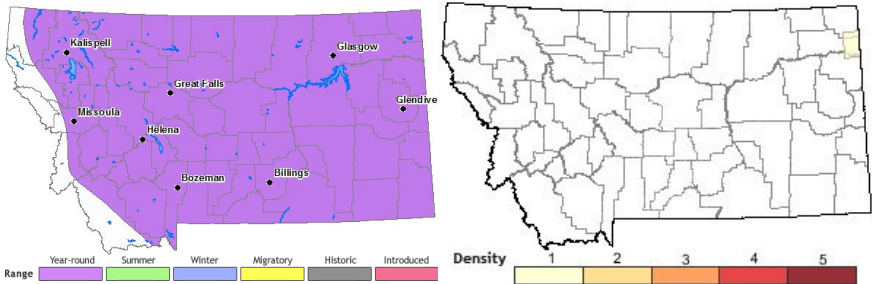 Kalispell
Glasgow
Great Falls
Glendive
Missoula
Helena
Bozeman
Billings
Year-round Summer Winter Migratory Historic Introduced
Range
Density 1 2 3 4 5